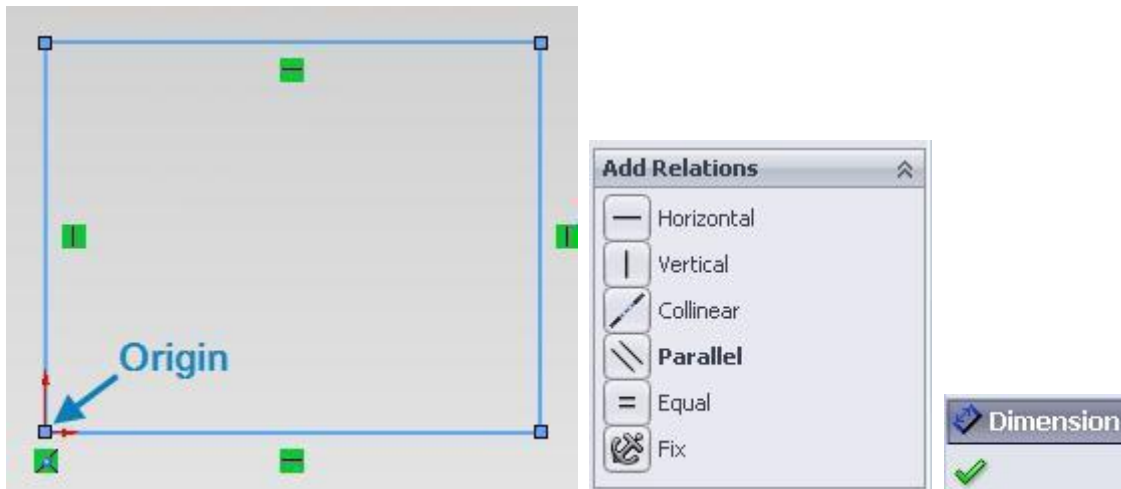 Origin
Add Relations
Horizontal
Vertical
Collinear
Parallel
Equal
Fix
Dimension